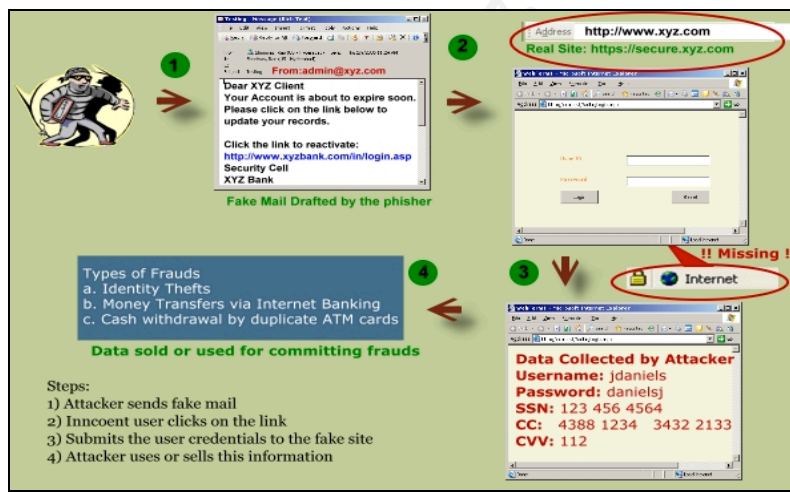 1
From:admin@xyz.com
Dear XYZ Client
Your Account is about to expire soon.
Please click on the link below to
update your records.
Click the link to reactivate:
http://www.xyzbank.com/in/login.asp
Security Cell
XYZ Bank
Fake Mail Drafted by the phisher
2
Address http://www.xyz.com
Real Site: https://secure.xyz.com
Address
Password
Login
!! Missing !
Internet
3
Data Collected by Attacker
Username: jdaniels
Password: danielsj
SSN: 123 456 4564
CC: 4388 1234 3432 2133
CVV: 112
4
Types of Frauds
a. Identity Thefts
b. Money Transfers via Internet Banking
c. Cash withdrawal by duplicate ATM cards
Data sold or used for committing frauds
Steps:
1) Attacker sends fake mail
2) Inncoent user clicks on the link
3) Submits the user credentials to the fake site
4) Attacker uses or sells this information